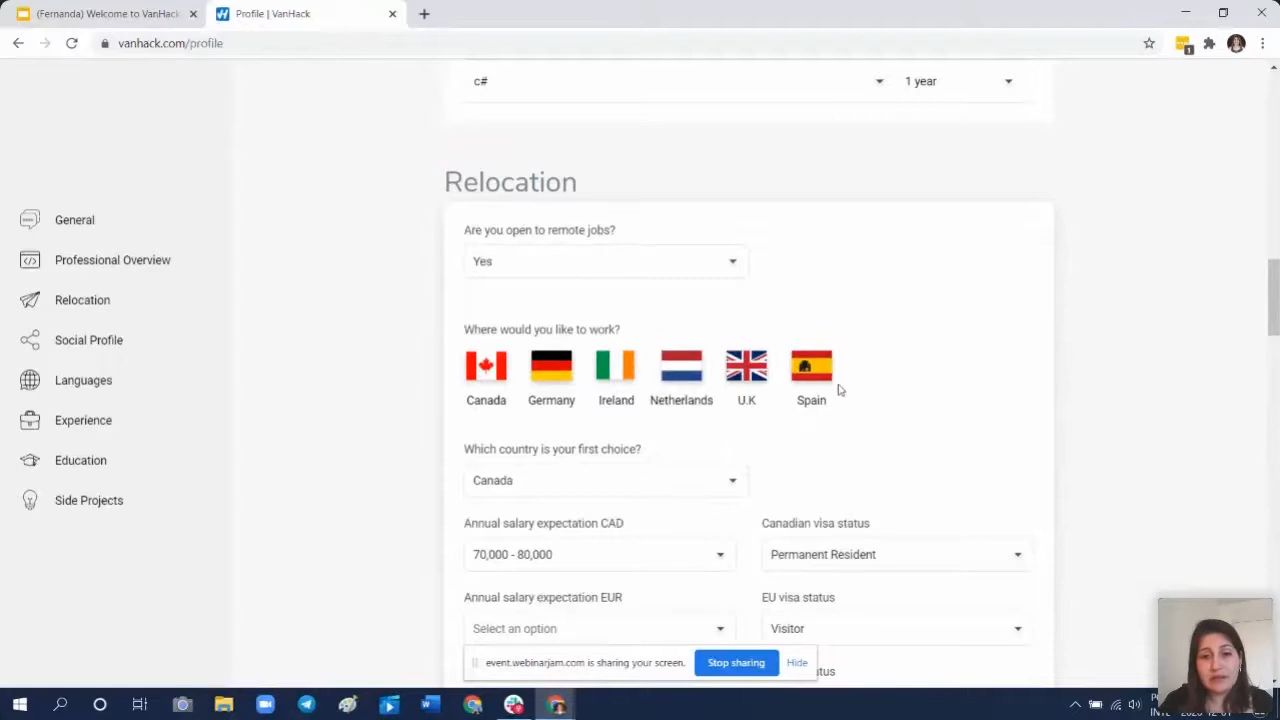 (Fernanda) Welcome to VanHack
Profile | VanHack
vanhack.com/profile
1
c#
1 year
Relocation
General
Professional Overview
Relocation
Social Profile
Languages
Experience
Education
Side Projects
Are you open to remote jobs?
Yes
Where would you like to work?
Canada
Germany
Ireland
Netherlands
U.K
Spain
Which country is your first choice?
Canada
Annual salary expectation CAD
Canadian visa status
70,000 - 80,000
Permanent Resident
Annual salary expectation EUR
EU visa status
Select an option
Visitor
event.webinarjam.com is sharing your screen.
Stop sharing
Hide